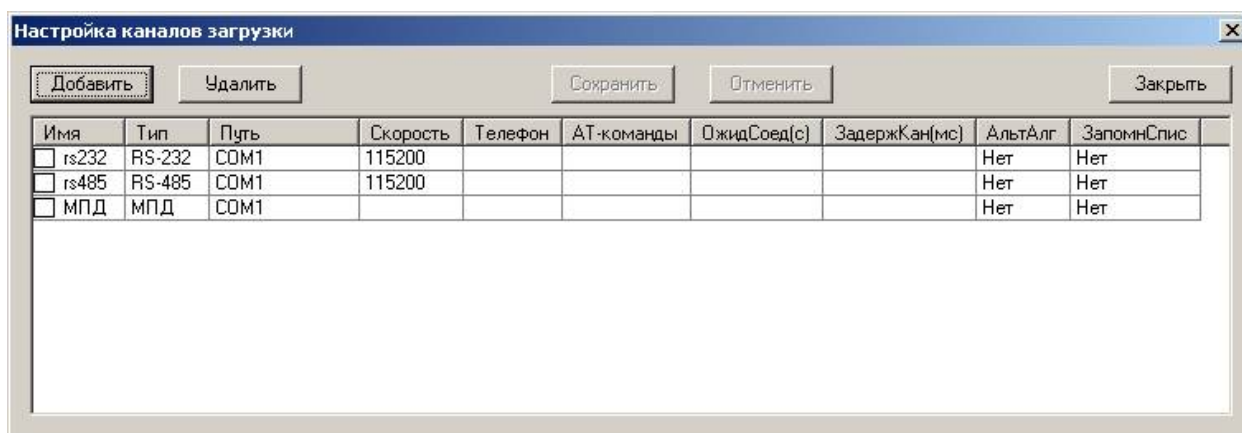 Настройка каналов загрузки
Добавить Удалить Сохранить Отменить Закрыть
Имя Тип Путь Скорость Телефон АТ-команды ОжидСоед(с) ЗадержКан(мс) АльтАлг ЗапомнСпис
rs232 RS-232 COM1 115200 Нет Нет
rs485 RS-485 COM1 115200 Нет Нет
МПД МПД COM1 Нет Нет